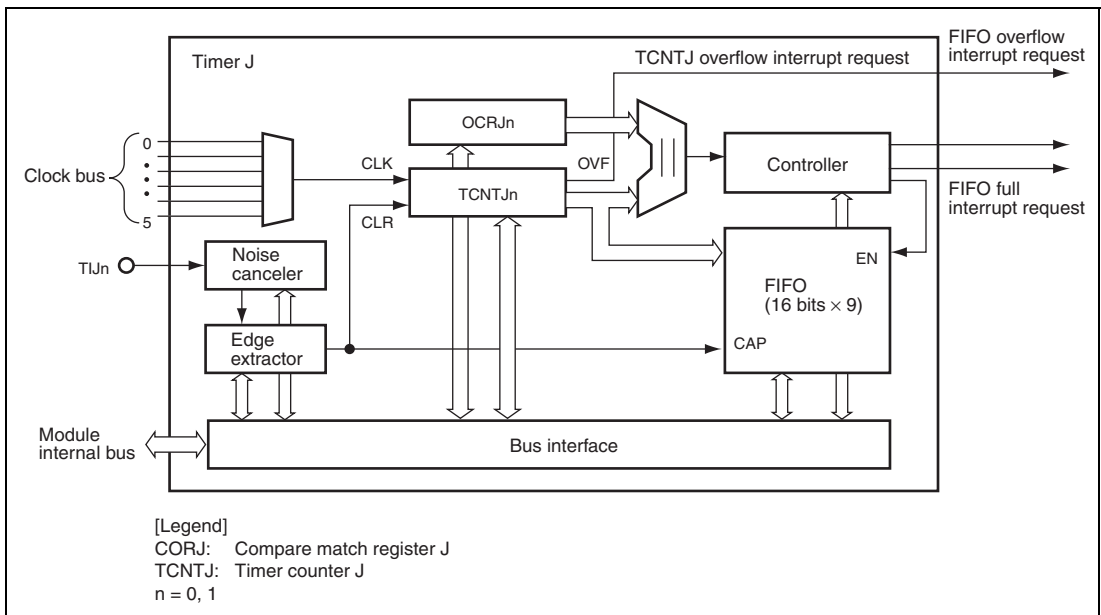 Timer J
FIFO overflow
interrupt request
TCNTJ overflow interrupt request
OCRJn
0
Clock bus
5
CLK
OVF
TCNTJn
CLR
Controller
FIFO full
interrupt request
TIJn
Noise
canceler
EN
FIFO
(16 bits × 9)
Edge
extractor
CAP
Module
internal bus
Bus interface
[Legend]
CORJ: Compare match register J
TCNTJ: Timer counter J
n = 0, 1